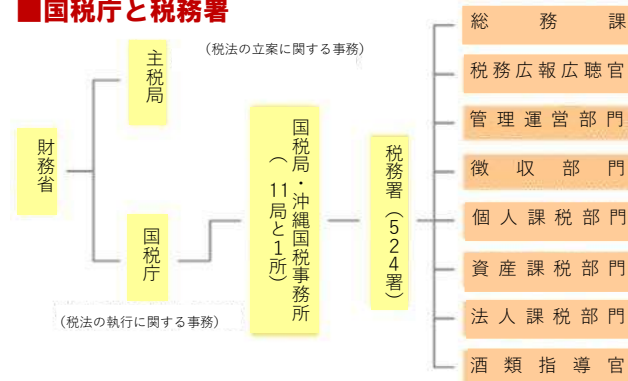 ■国税庁と税務署
財務省
主税局
(税法の立案に関する事務)
国税庁
(税法の執行に関する事務)
国税局・沖縄国税事務所
(11局と1所)
税務署(524署)
総務課
税務広報広聴官
管理運営部門
徴収部門
個人課税部門
資産課税部門
法人課税部門
酒類指導官